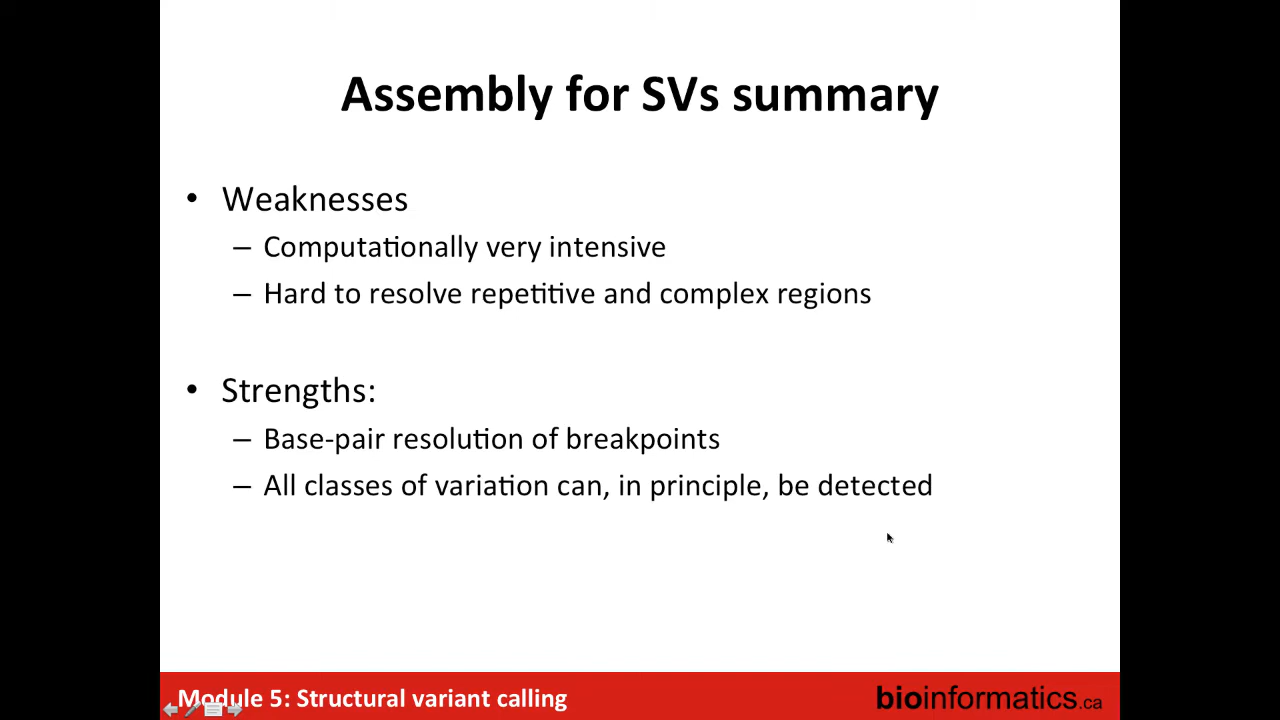 Assembly for SVs summary
• Weaknesses
– Computationally very intensive
– Hard to resolve repetitive and complex regions
• Strengths:
– Base-pair resolution of breakpoints
– All classes of variation can, in principle, be detected
Module 5: Structural variant calling
bioinformatics.ca